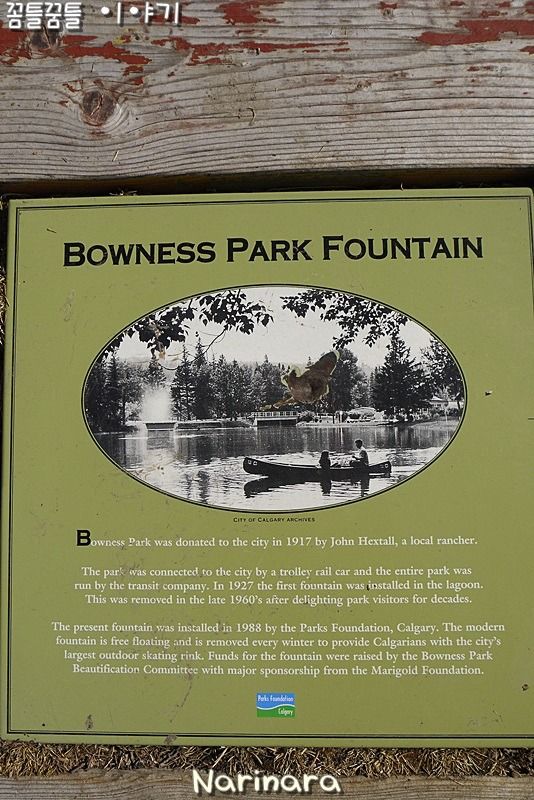 꿈틀꿈틀 •이•야기
BOWNESS PARK FOUNTAIN
CITY OF CALGARY ARCHIVES
Bowness Park was donated to the city in 1917 by John Hextall, a local rancher.
The park was connected to the city by a trolley rail car and the entire park was
run by the transit company. In 1927 the first fountain was installed in the lagoon.
This was removed in the late 1960's after delighting park visitors for decades.
The present fountain was installed in 1988 by the Parks Foundation, Calgary. The modern
fountain is free floating and is removed every winter to provide Calgarians with the city's
largest outdoor skating rink. Funds for the fountain were raised by the Bowness Park
Beautification Committee with major sponsorship from the Marigold Foundation.
Parks Foundation
Calgary
Narinara